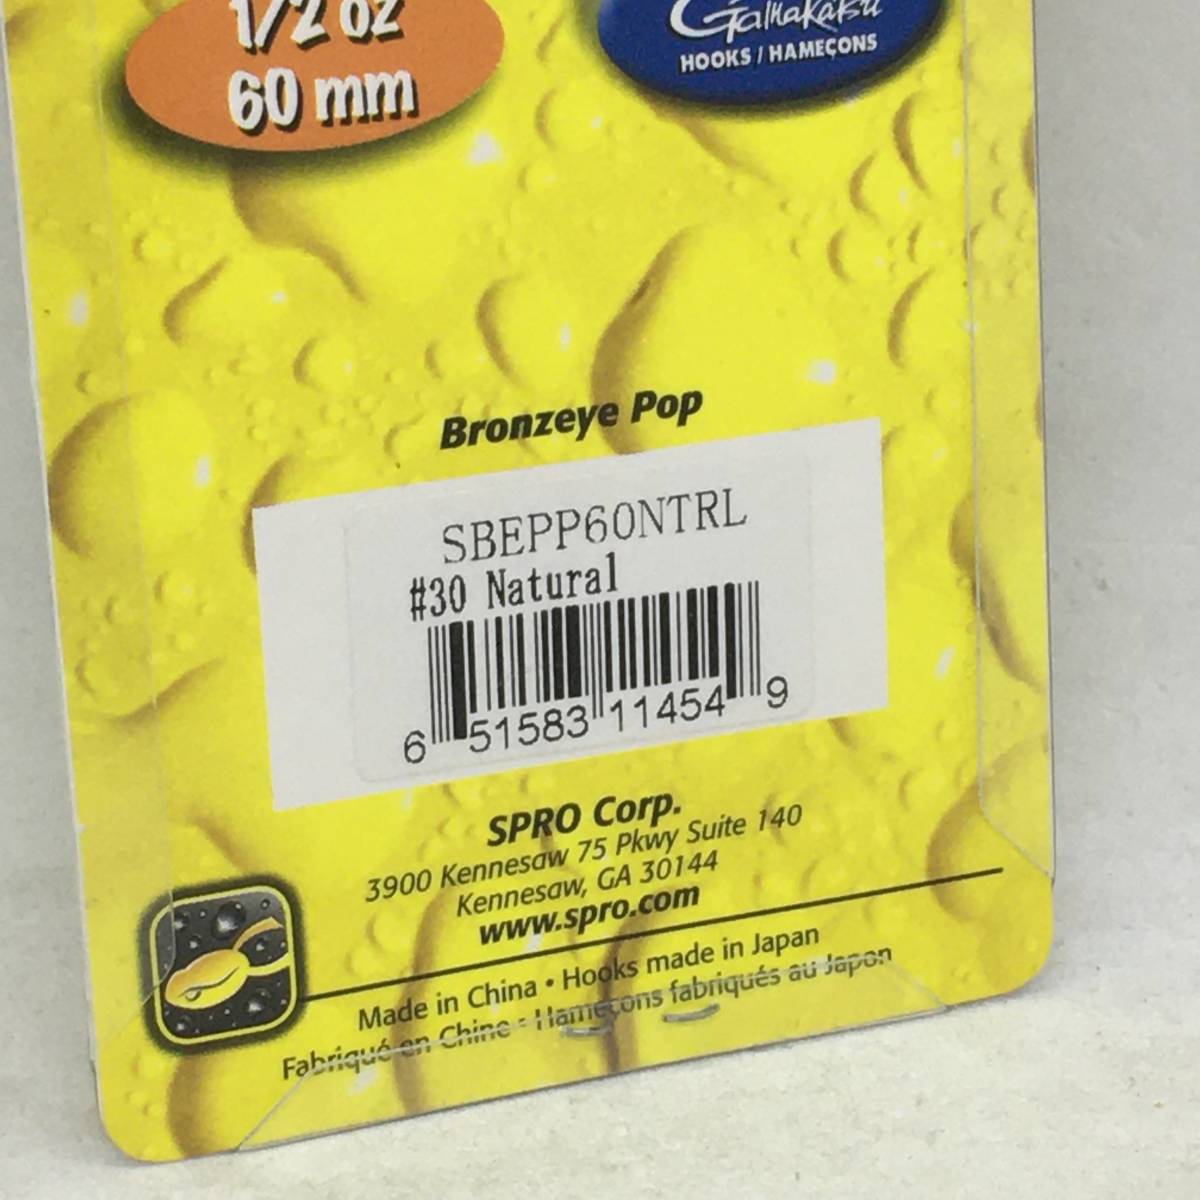 1/2 oz
60 mm
Gamakatsu
HOOKS / HAMEÇONS
Bronzeye Pop
SBEPP60NTRL
#30 Natural
6 51583 11454 9
SPRO Corp.
3900 Kennesaw 75 Pkwy Suite 140
Kennesaw, GA 30144
www.spro.com
Made in China • Hooks made in Japan
Fabriqué en Chine • Hameçons fabriqués au Japon